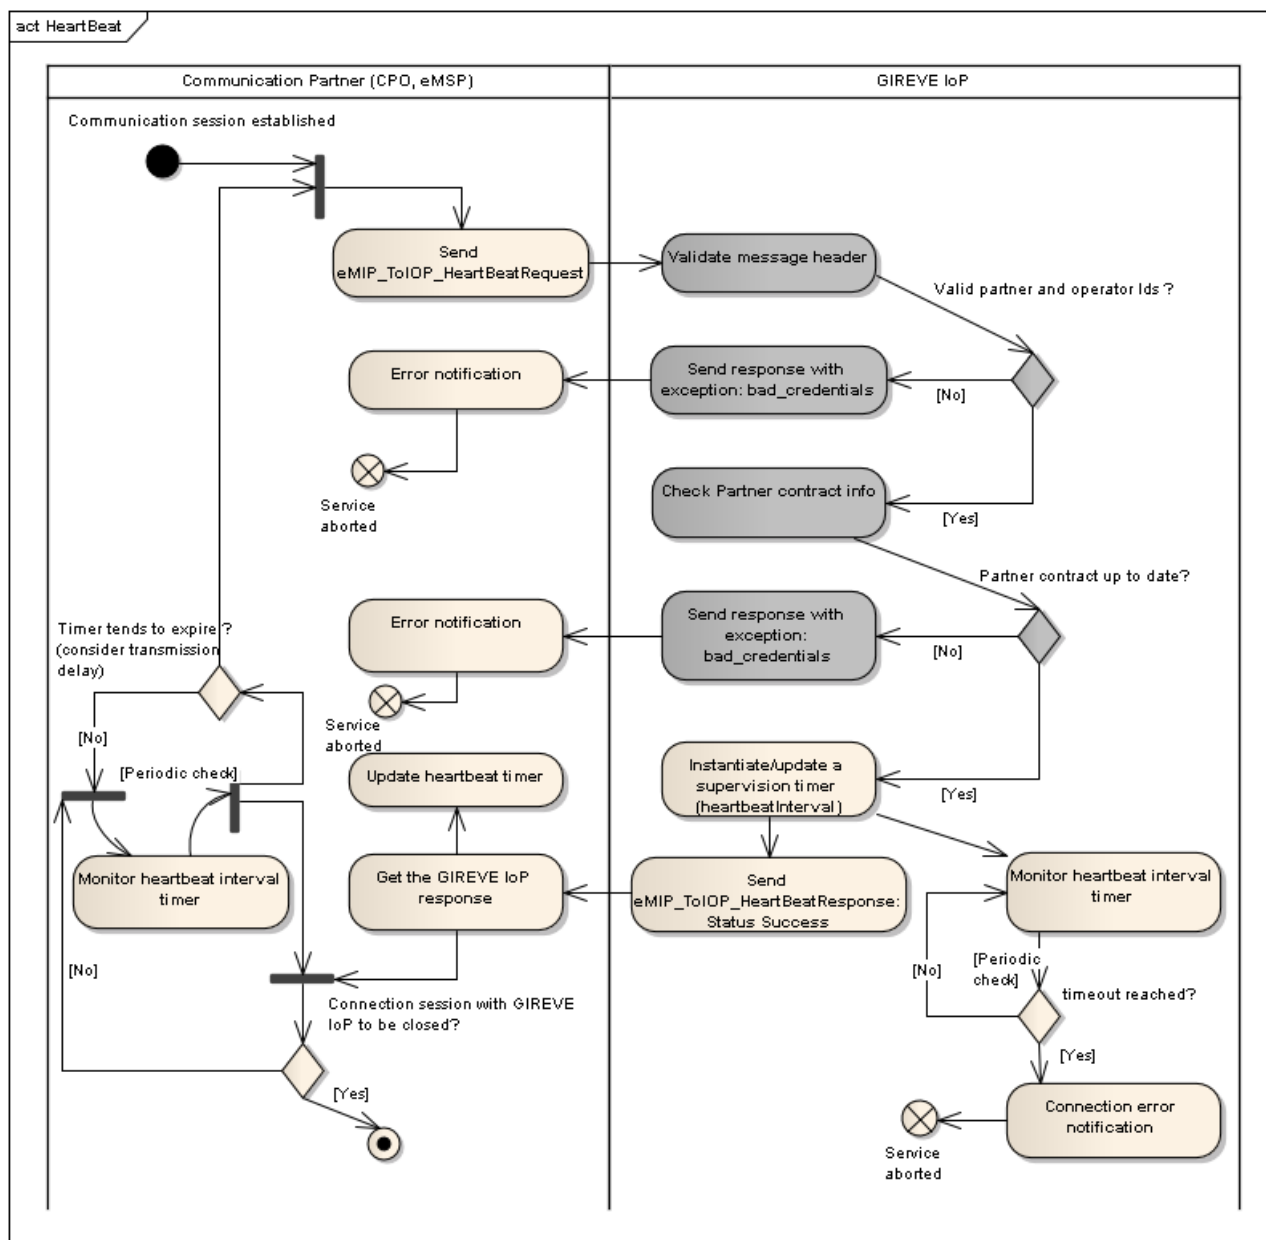 act HeartBeat
Communication Partner (CPO, eMSP)
GIREVE IoP
Communication session established
Send
eMIP_ToIOP_HeartBeatRequest
Validate message header
Valid partner and operator Ids ?
Error notification
Send response with
exception: bad_credentials
[No]
Service
aborted
Check Partner contract info
[Yes]
Partner contract up to date?
Error notification
Send response with
exception:
bad_credentials
[No]
Timer tends to expire ?
(consider transmission
delay)
Service
aborted
[No]
[Periodic check]
Update heartbeat timer
Instantiate/update a
supervision timer
(heartbeatInterval)
[Yes]
Monitor heartbeat interval
timer
Get the GIREVE IoP
response
Send
eMIP_ToIOP_HeartBeatResponse:
Status Success
Monitor heartbeat interval
timer
[No]
[No]
[Periodic
check]
Connection session with GIREVE
IoP to be closed?
timeout reached?
[Yes]
[Yes]
Connection error
notification
Service
aborted